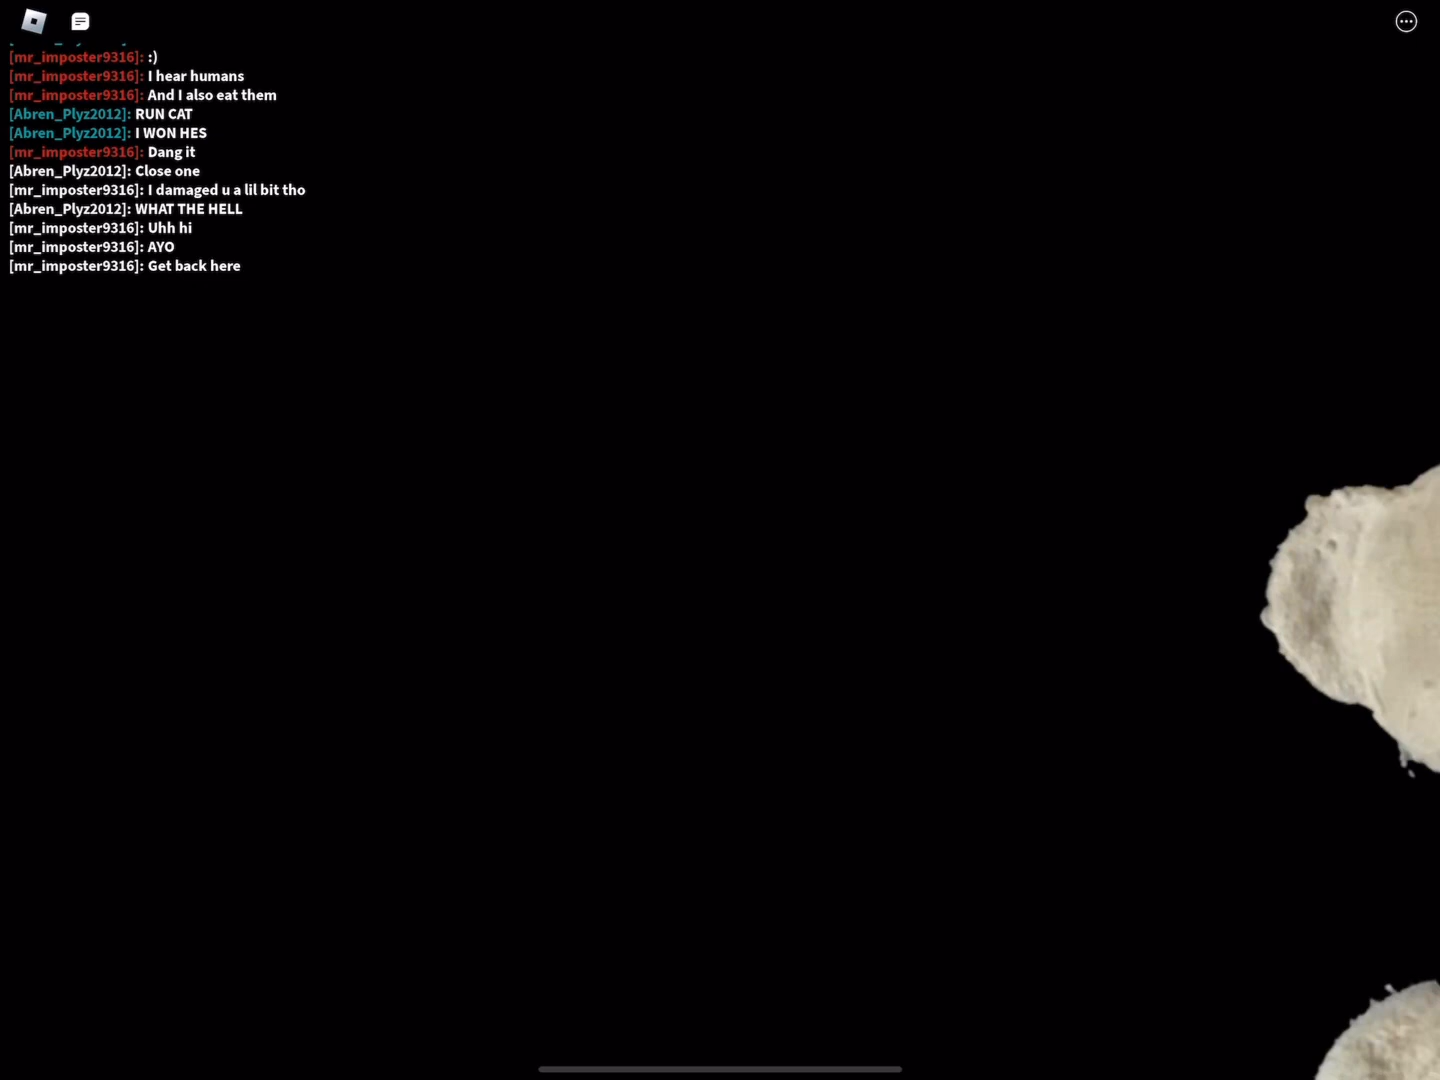 [mr_imposter9316]: :)
[mr_imposter9316]: I hear humans
[mr_imposter9316]: And I also eat them
[Abren_Plyz2012]: RUN CAT
[Abren_Plyz2012]: I WON HES
[mr_imposter9316]: Dang it
[Abren_Plyz2012]: Close one
[mr_imposter9316]: I damaged u a lil bit tho
[Abren_Plyz2012]: WHAT THE HELL
[mr_imposter9316]: Uhh hi
[mr_imposter9316]: AYO
[mr_imposter9316]: Get back here